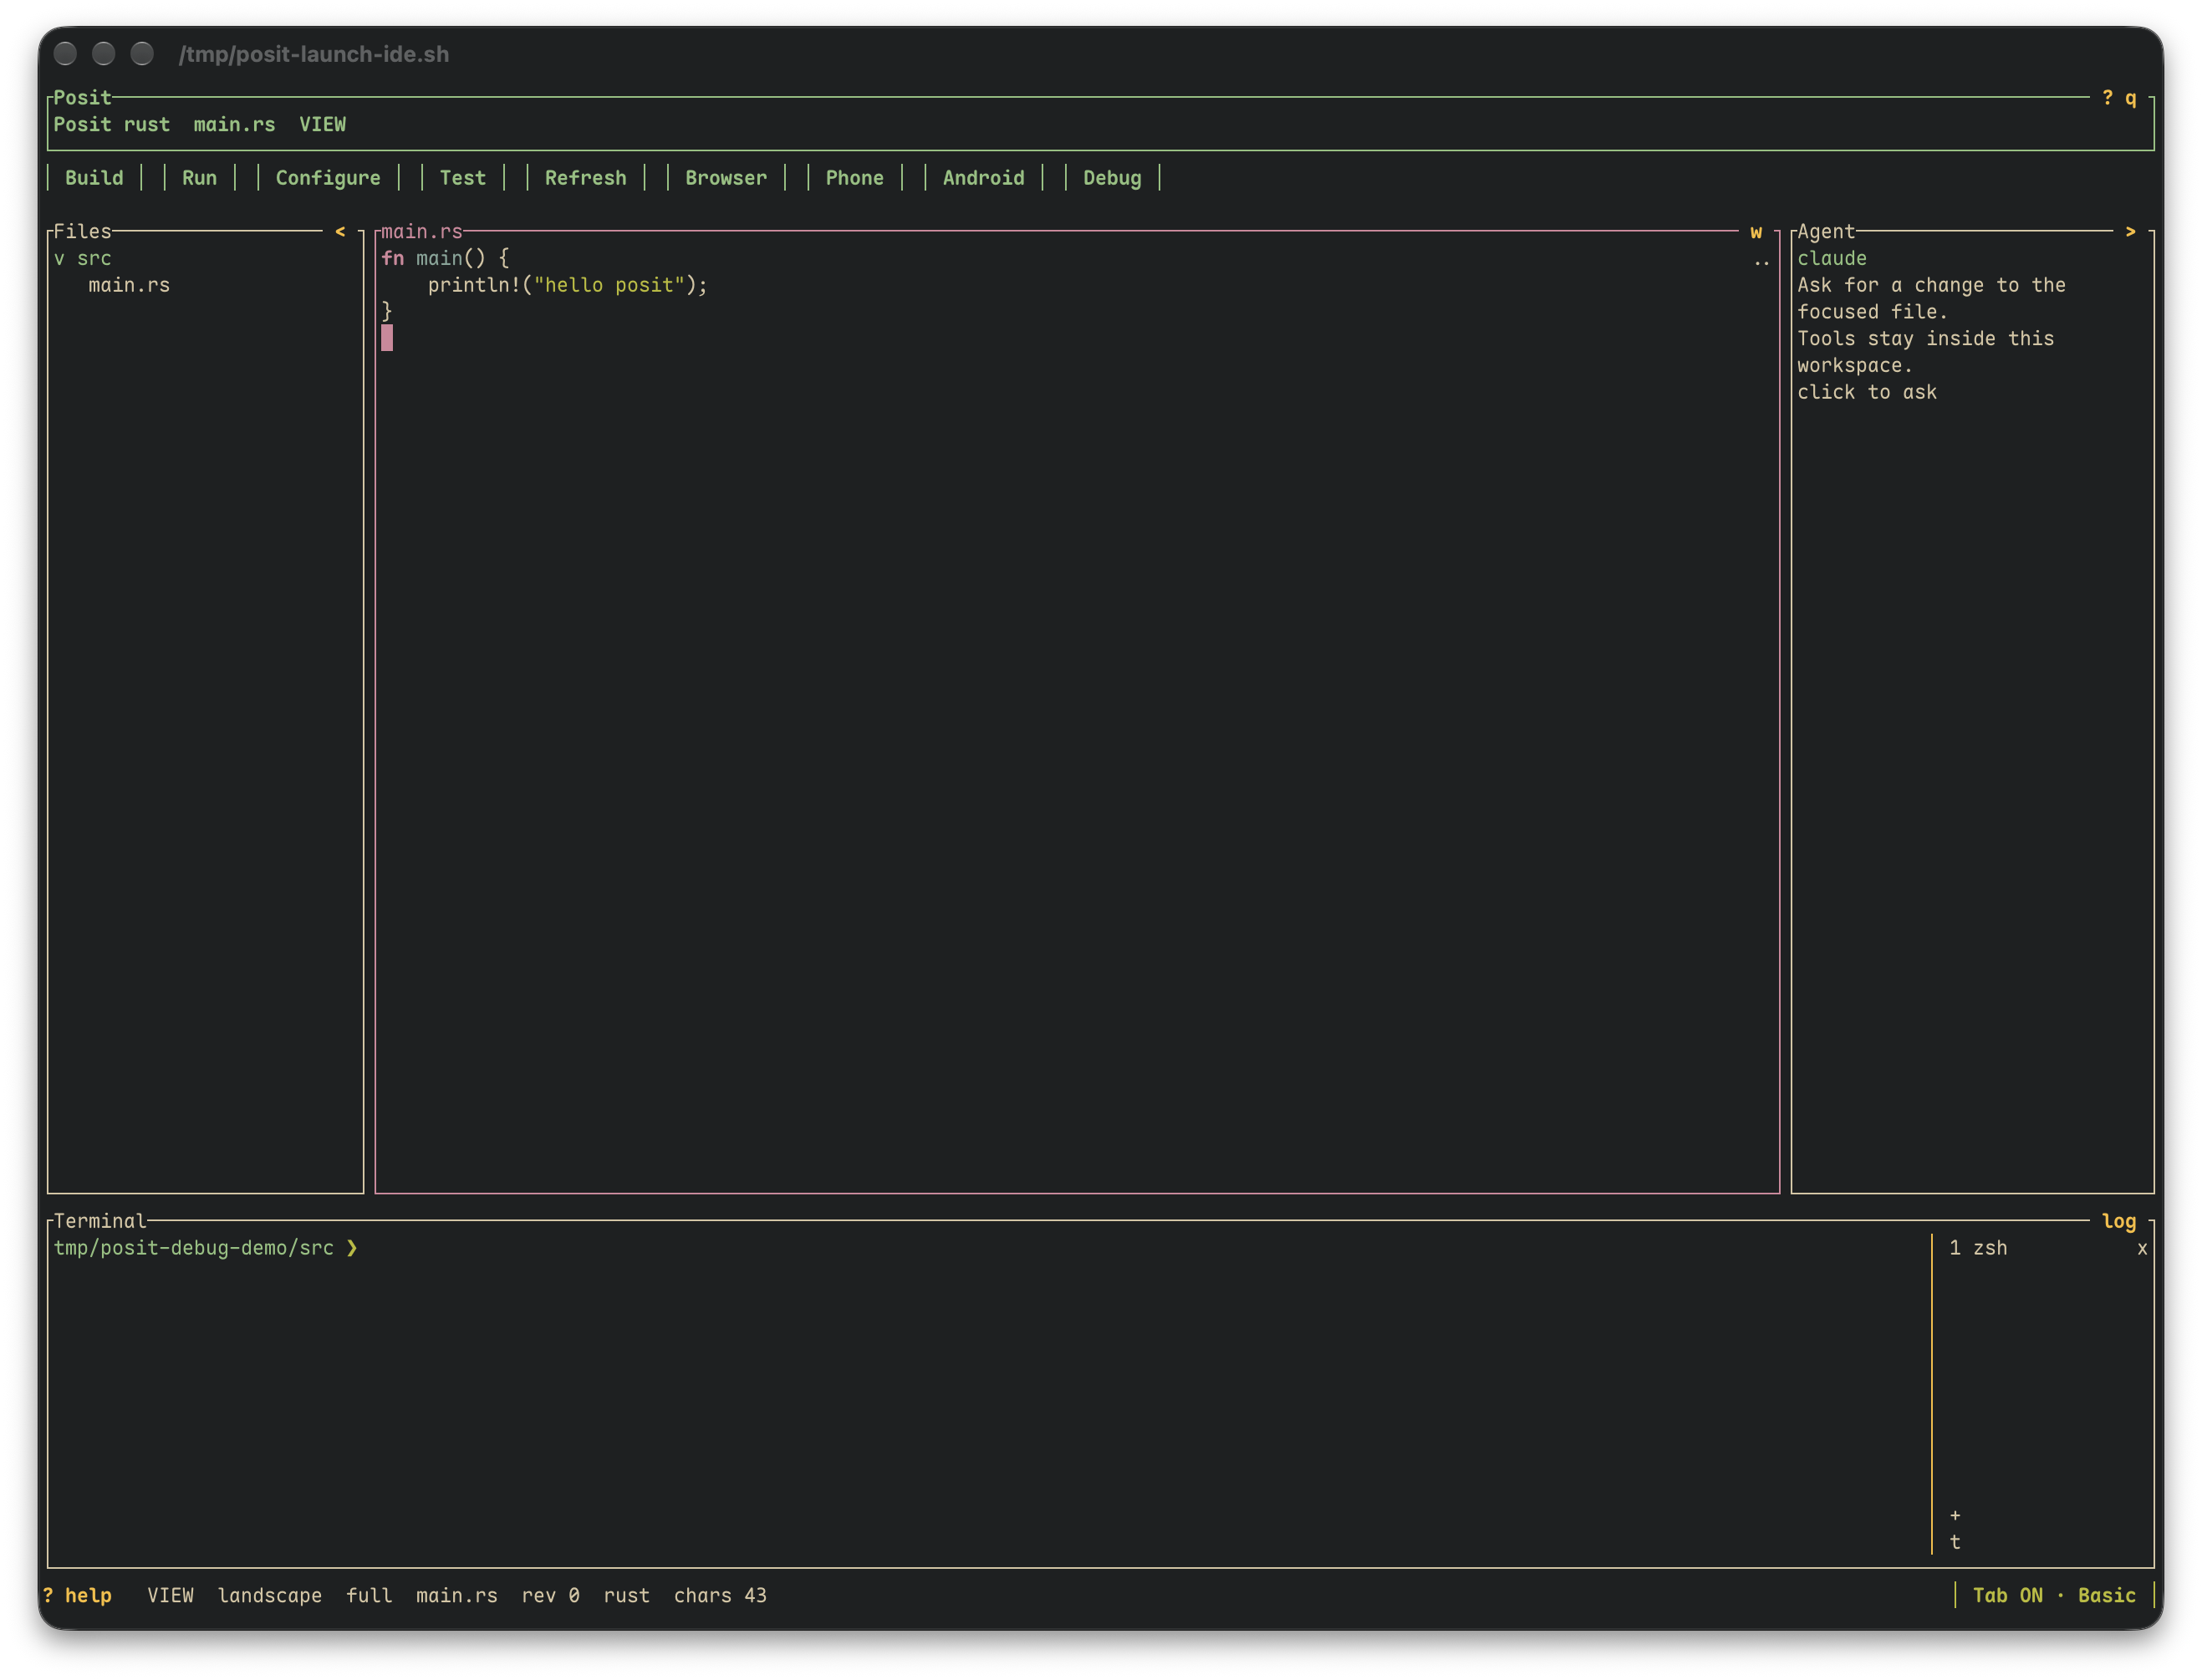 /tmp/posit-launch-ide.sh
Posit ? q
Posit rust main.rs VIEW
Build Run Configure Test Refresh Browser Phone Android Debug
Files <
v src
main.rs
main.rs w
fn main() { ..
    println!("hello posit");
}
Agent >
claude
Ask for a change to the
focused file.
Tools stay inside this
workspace.
click to ask
Terminal log
tmp/posit-debug-demo/src ❯
1 zsh x
+
t
? help VIEW landscape full main.rs rev 0 rust chars 43 Tab ON · Basic